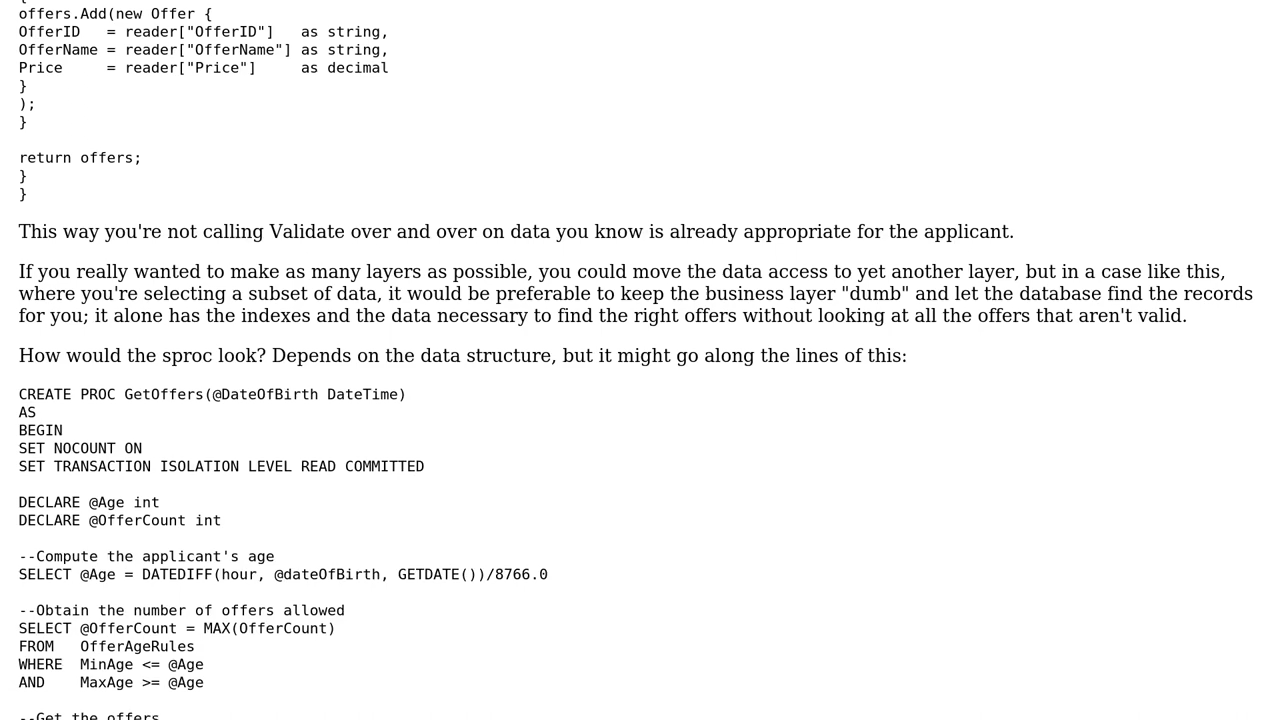 {
offers.Add(new Offer {
OfferID   = reader["OfferID"]   as string,
OfferName = reader["OfferName"] as string,
Price     = reader["Price"]     as decimal
}
);
}
return offers;
}
}
This way you're not calling Validate over and over on data you know is already appropriate for the applicant.
If you really wanted to make as many layers as possible, you could move the data access to yet another layer, but in a case like this,
where you're selecting a subset of data, it would be preferable to keep the business layer "dumb" and let the database find the records
for you; it alone has the indexes and the data necessary to find the right offers without looking at all the offers that aren't valid.
How would the sproc look? Depends on the data structure, but it might go along the lines of this:
CREATE PROC GetOffers(@DateOfBirth DateTime)
AS
BEGIN
SET NOCOUNT ON
SET TRANSACTION ISOLATION LEVEL READ COMMITTED
DECLARE @Age int
DECLARE @OfferCount int
--Compute the applicant's age
SELECT @Age = DATEDIFF(hour, @dateOfBirth, GETDATE())/8766.0
--Obtain the number of offers allowed
SELECT @OfferCount = MAX(OfferCount)
FROM   OfferAgeRules
WHERE  MinAge <= @Age
AND    MaxAge >= @Age
--Get the offers